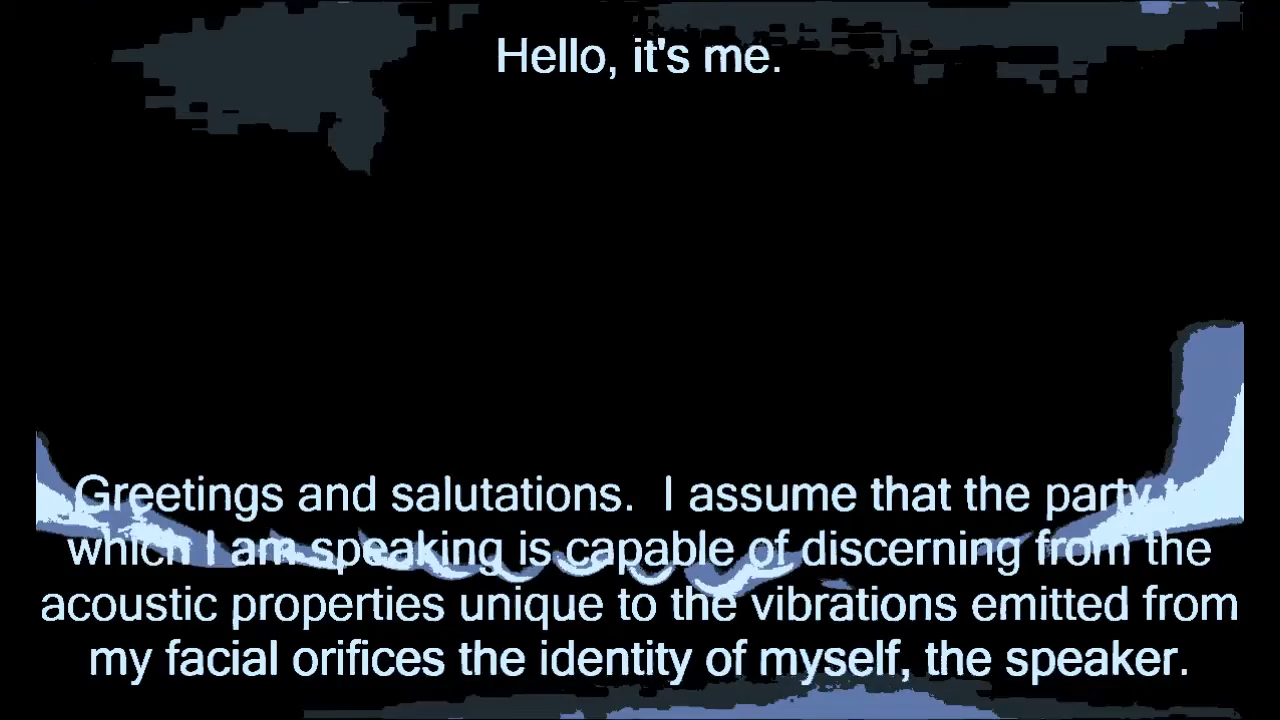 Hello, it's me.
Greetings and salutations.  I assume that the party to
which I am speaking is capable of discerning from the
acoustic properties unique to the vibrations emitted from
my facial orifices the identity of myself, the speaker.